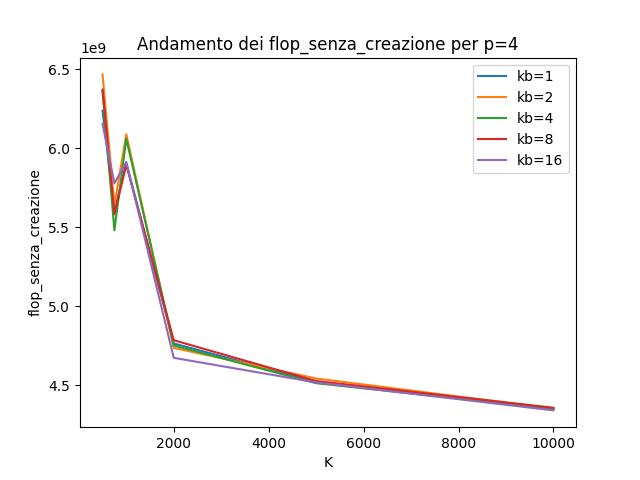 Andamento dei flop_senza_creazione per p=4
1e9
6.5
6.0
5.5
5.0
4.5
flop_senza_creazione
kb=1
kb=2
kb=4
kb=8
kb=16
2000 4000 6000 8000 10000
K